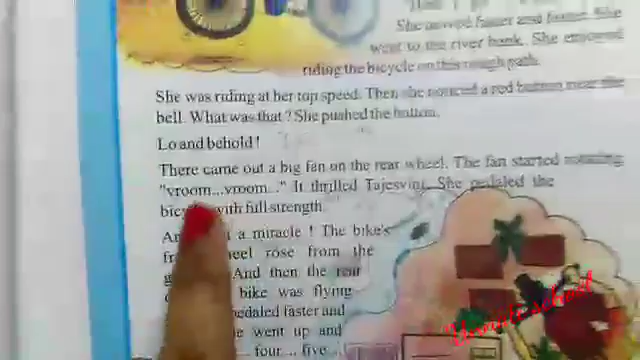 She moved faster and faster. She
went to the river bank. She enjoyed
riding the bicycle on this rough path.
She was riding at her top speed. Then she noticed a red button near the
bell. What was that ? She pushed the button.
Lo and behold !
There came out a big fan on the rear wheel. The fan started rotating
"vroom...vroom..." It thrilled Tajesvini. She pedaled the
with full strength.
a miracle ! The bike's
rose from the
And then the rear
bike was flying
pedaled faster and
went up and
... four... five...
school